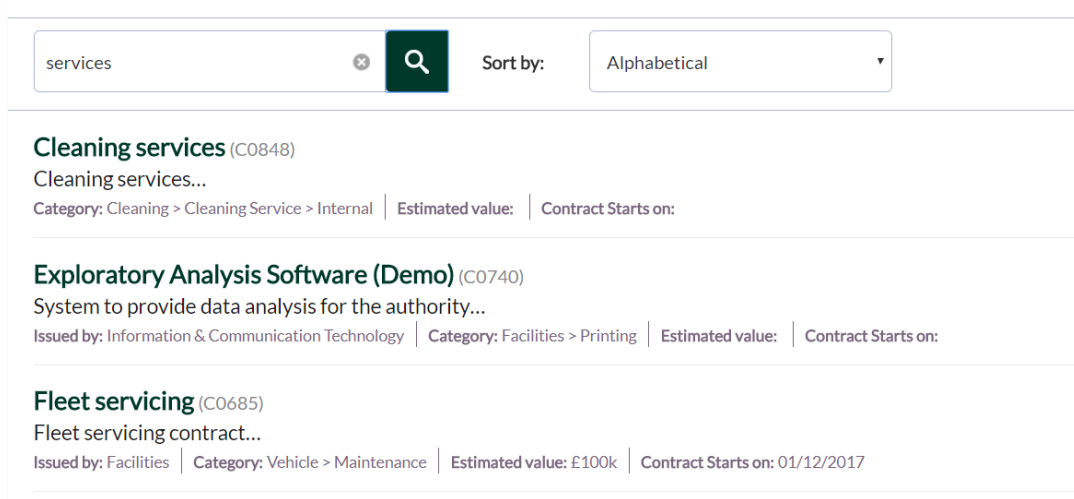 services Sort by: Alphabetical
Cleaning services (C0848)
Cleaning services...
Category: Cleaning > Cleaning Service > Internal Estimated value: Contract Starts on:
Exploratory Analysis Software (Demo) (C0740)
System to provide data analysis for the authority...
Issued by: Information & Communication Technology Category: Facilities > Printing Estimated value: Contract Starts on:
Fleet servicing (C0685)
Fleet servicing contract...
Issued by: Facilities Category: Vehicle > Maintenance Estimated value: £100k Contract Starts on: 01/12/2017